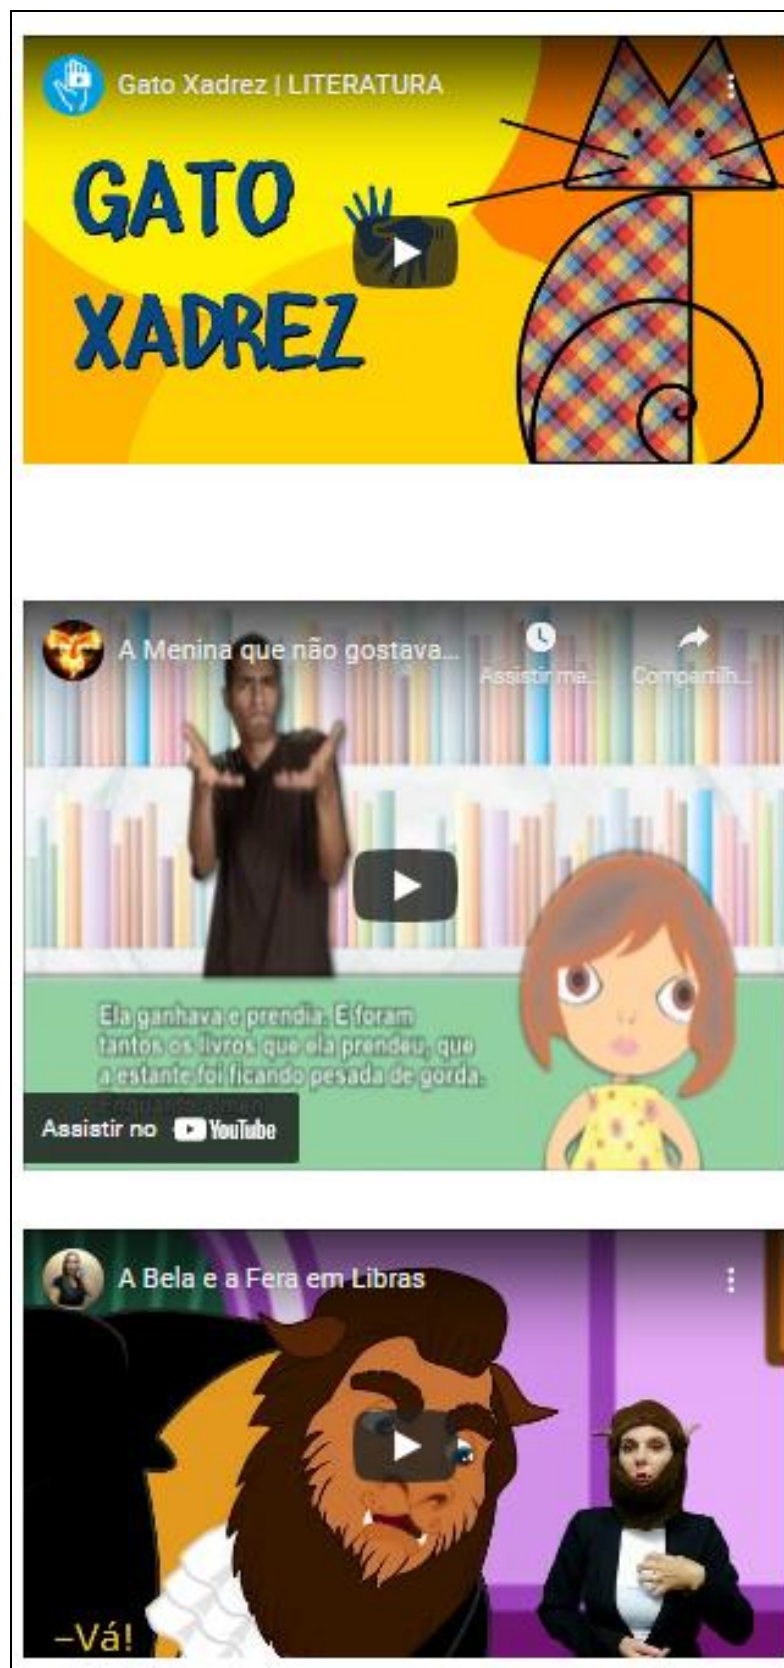 Gato Xadrez | LITERATURA
GATO
XADREZ
A Menina que não gostava...
Assistir ma...
Compartilh...
Ela ganhava e prendia. E foram
tantos os livros que ela prendeu, que
a estante foi ficando pesada de gorda.
Assistir no YouTube
A Bela e a Fera em Libras
–Vá!